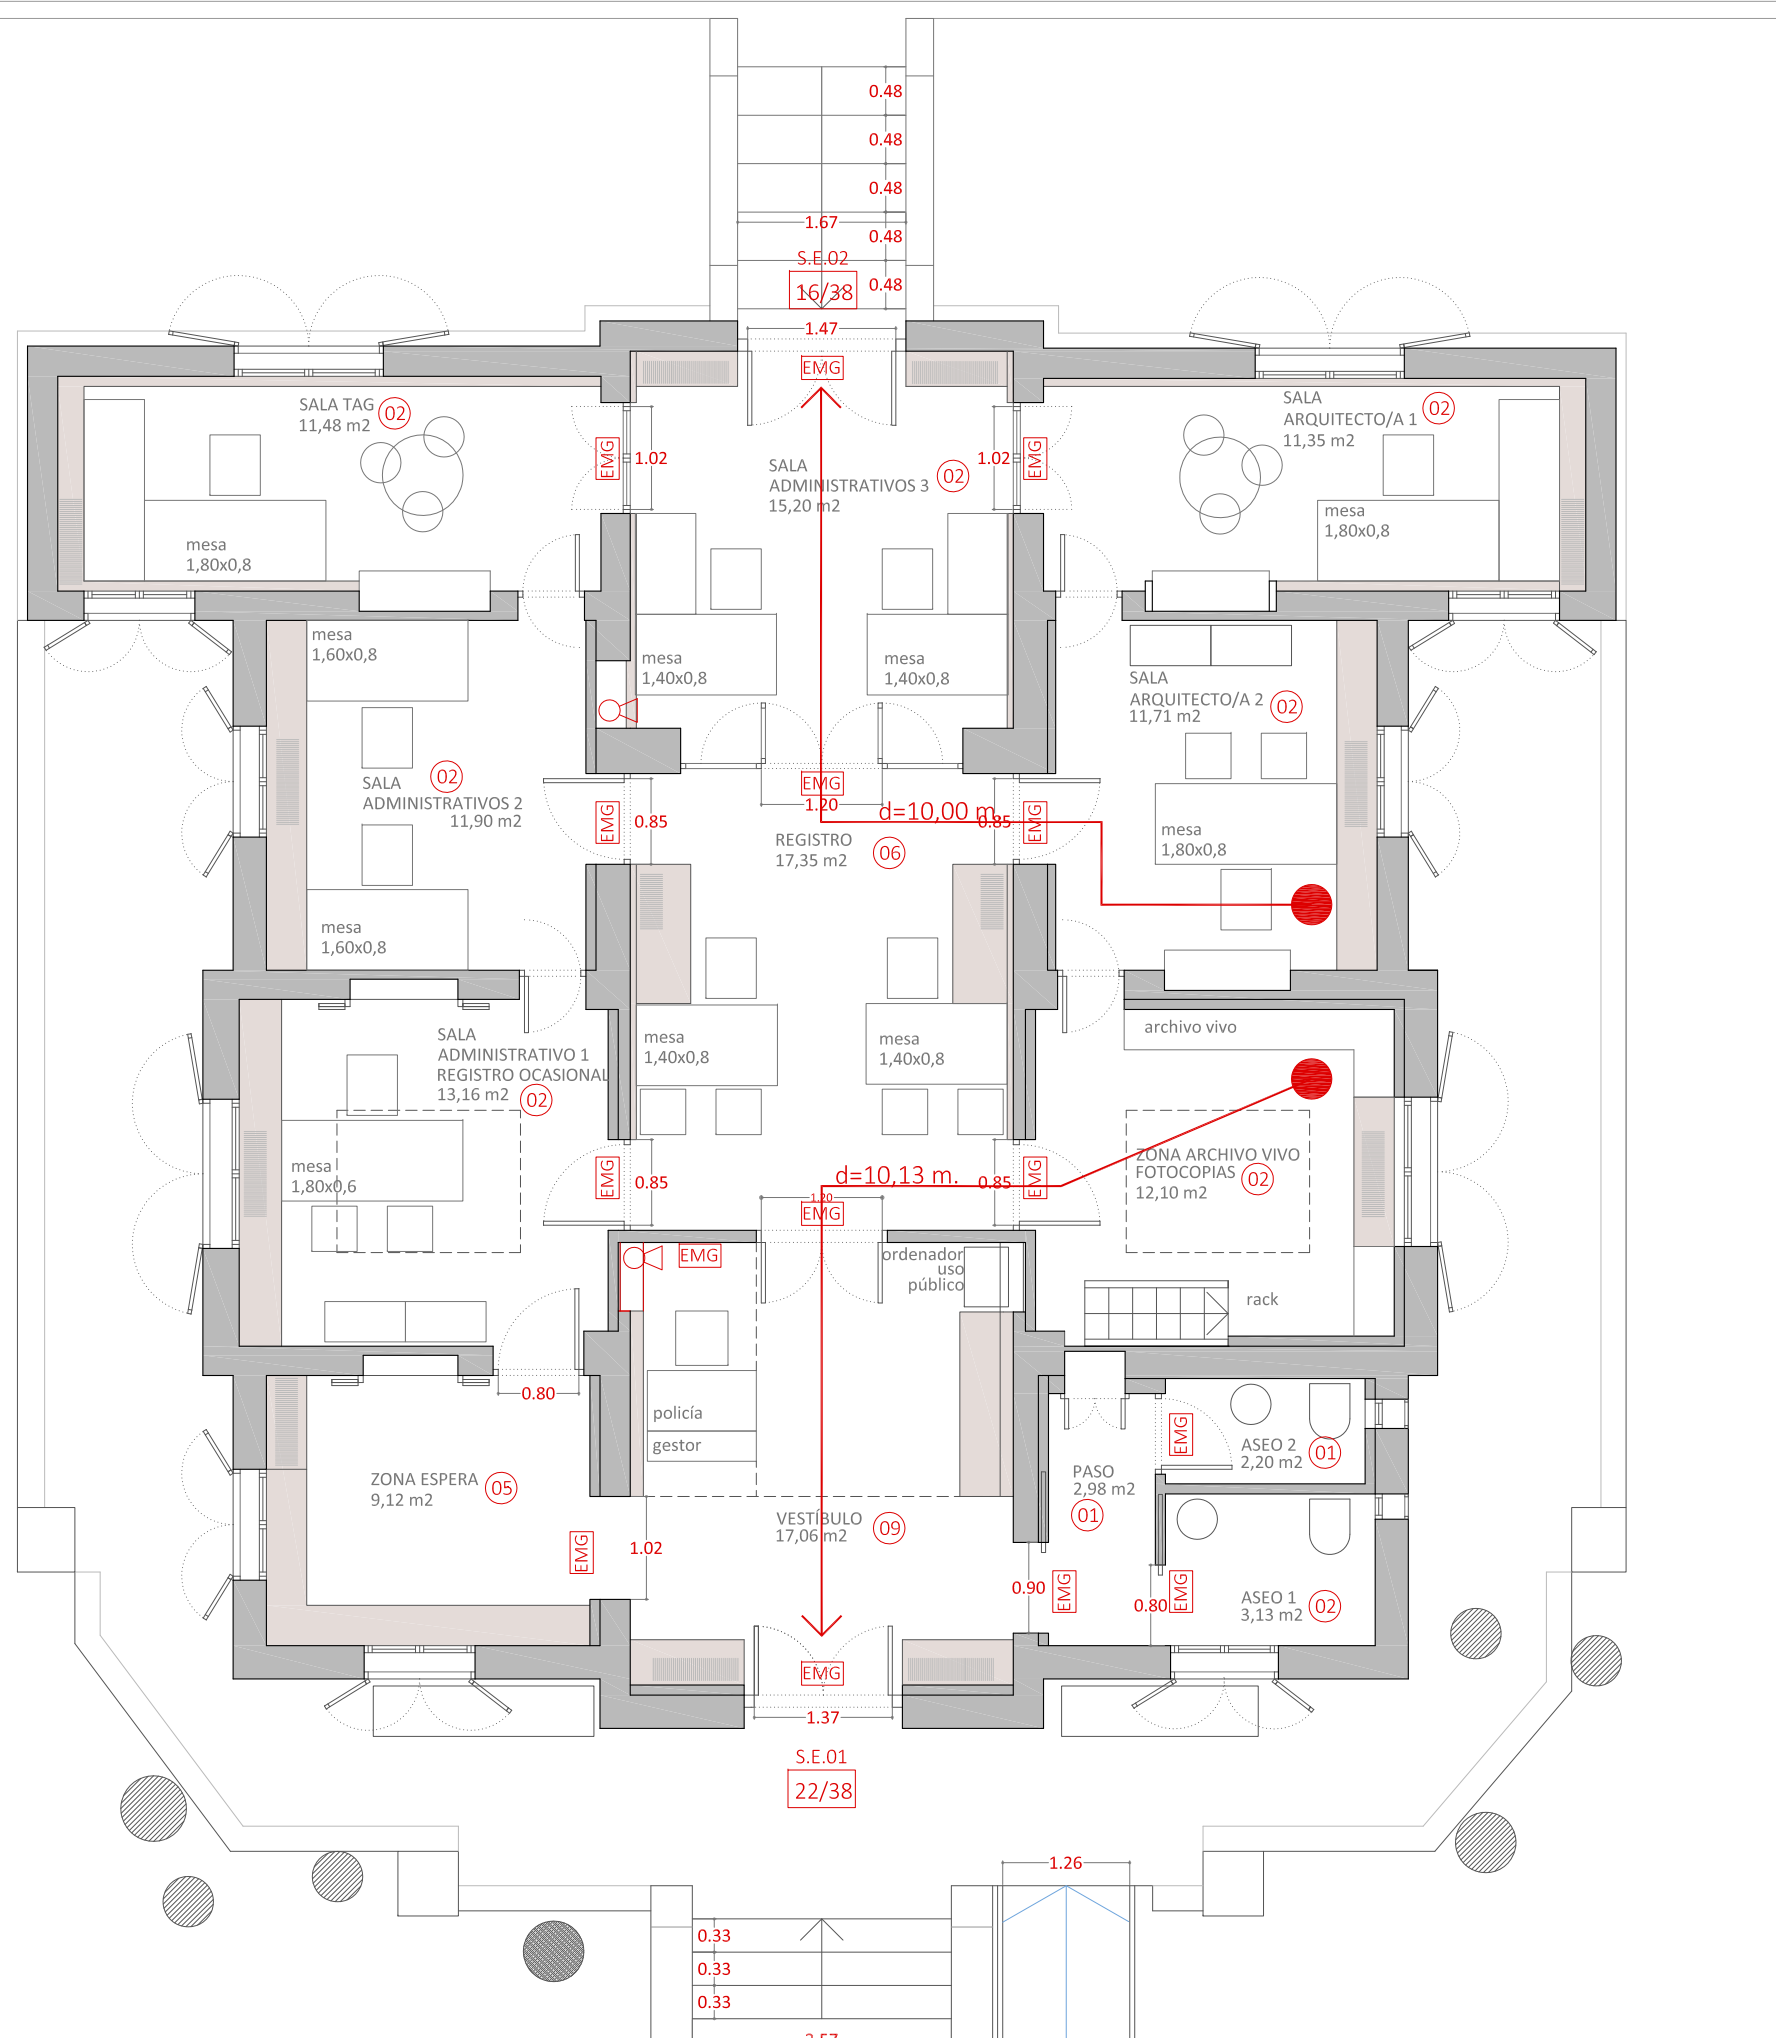 0.48
0.48
0.48
1.67
0.48
S.E.02
16/38
0.48
1.47
EMG
SALA TAG
11,48 m2
02
SALA
ARQUITECTO/A 1
11,35 m2
02
EMG
1.02
SALA
ADMINISTRATIVOS 3
15,20 m2
02
1.02
EMG
mesa
1,80x0,8
mesa
1,80x0,8
mesa
1,60x0,8
mesa
1,40x0,8
mesa
1,40x0,8
SALA
ARQUITECTO/A 2
11,71 m2
02
SALA
ADMINISTRATIVOS 2
11,90 m2
02
EMG
1.20
EMG
0.85
d=10,00 m.
0.85
EMG
REGISTRO
17,35 m2
06
mesa
1,80x0,8
mesa
1,60x0,8
SALA
ADMINISTRATIVO 1
REGISTRO OCASIONAL
13,16 m2
02
mesa
1,40x0,8
mesa
1,40x0,8
archivo vivo
mesa
1,80x0,6
EMG
0.85
d=10,13 m.
0.85
EMG
1.20
EMG
ZONA ARCHIVO VIVO
FOTOCOPIAS
12,10 m2
02
EMG
ordenador
uso
público
rack
0.80
policía
gestor
EMG
ASEO 2
2,20 m2
01
ZONA ESPERA
9,12 m2
05
PASO
2,98 m2
01
VESTÍBULO
17,06 m2
09
EMG
1.02
0.90
EMG
0.80
EMG
ASEO 1
3,13 m2
02
EMG
1.37
S.E.01
22/38
1.26
0.33
0.33
0.33